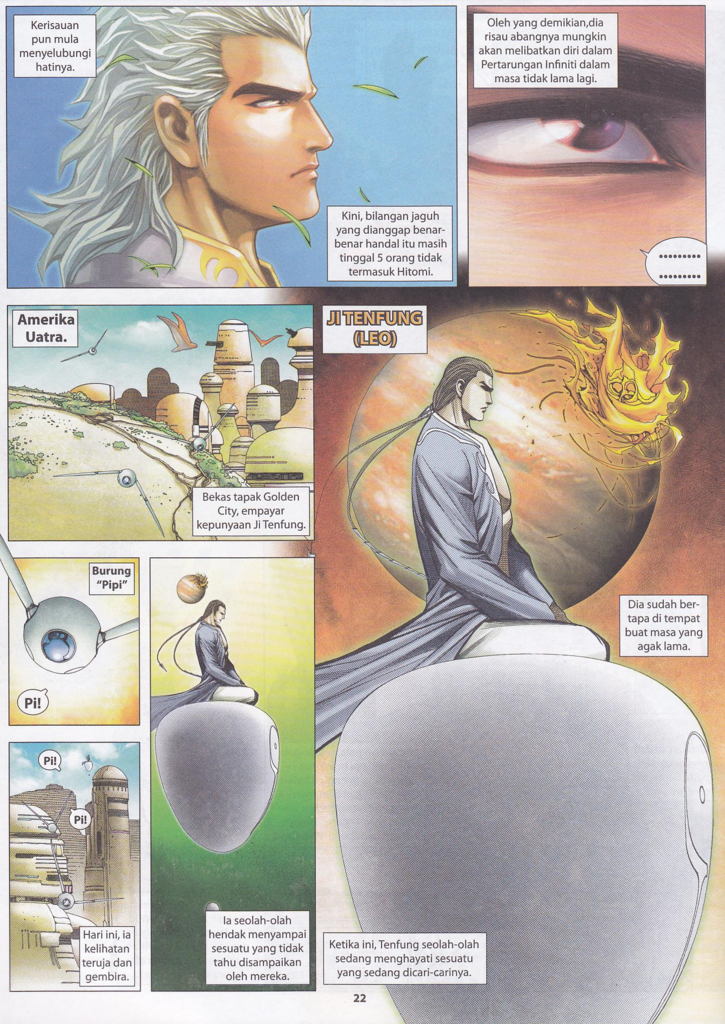 Kerisauan
pun mula
menyelubungi
hatinya.
Kini, bilangan jaguh
yang dianggap benar-
benar handal itu masih
tinggal 5 orang tidak
termasuk Hitomi.
Oleh yang demikian,dia
risau abangnya mungkin
akan melibatkan diri dalam
Pertarungan Infiniti dalam
masa tidak lama lagi.
.........
.........
Amerika
Uatra.
Bekas tapak Golden
City, empayar
kepunyaan Ji Tenfung.
JI TENFUNG
(LEO)
Dia sudah ber-
tapa di tempat
buat masa yang
agak lama.
Burung
"Pipi"
Pi!
Pi!
Pi!
Hari ini, ia
kelihatan
teruja dan
gembira.
Ia seolah-olah
hendak menyampai
sesuatu yang tidak
tahu disampaikan
oleh mereka.
Ketika ini, Tenfung seolah-olah
sedang menghayati sesuatu
yang sedang dicari-carinya.
22